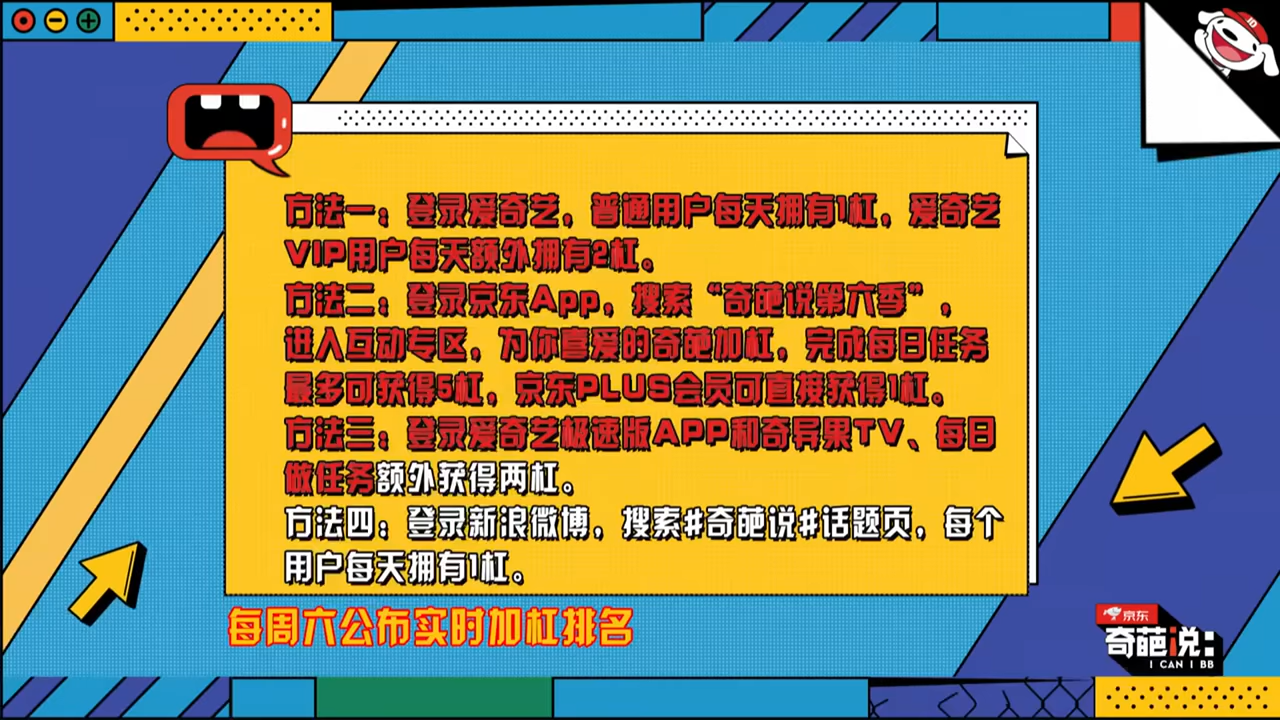 方法一：登录爱奇艺，普通用户每天拥有1杠，爱奇艺
VIP用户每天额外拥有2杠。
方法二：登录京东App，搜索“奇葩说第六季”，
进入互动专区，为你喜爱的奇葩加杠，完成每日任务
最多可获得5杠，京东PLUS会员可直接获得1杠。
方法三：登录爱奇艺极速版APP和奇异果TV、每日
做任务额外获得两杠。
方法四：登录新浪微博，搜索#奇葩说#话题页，每个
用户每天拥有1杠。
每周六公布实时加杠排名
JD
京东
奇葩说：
I CAN I BB